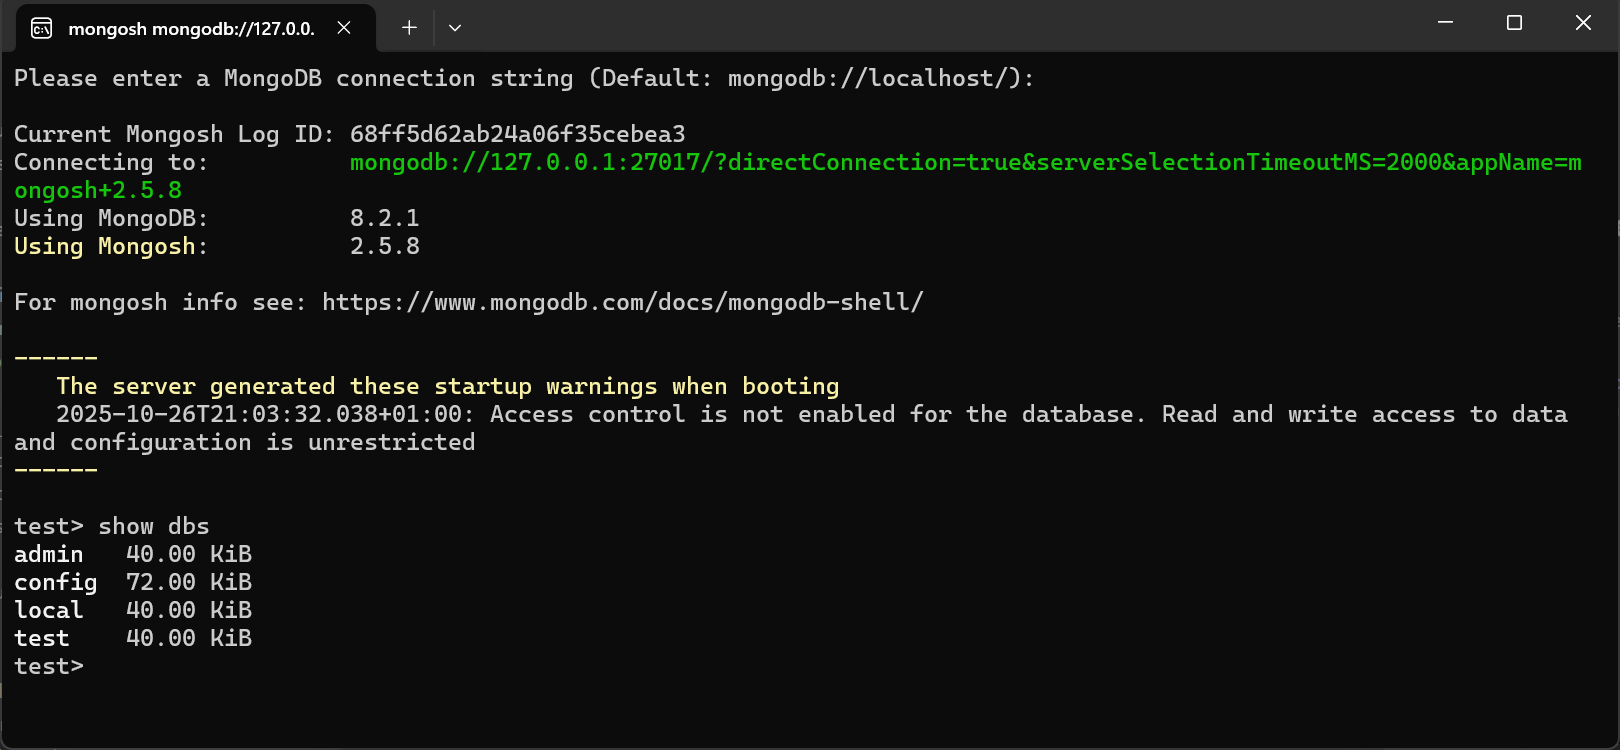 mongosh mongodb://127.0.0.
Please enter a MongoDB connection string (Default: mongodb://localhost/):
Current Mongosh Log ID: 68ff5d62ab24a06f35cebea3
Connecting to: mongodb://127.0.0.1:27017/?directConnection=true&serverSelectionTimeoutMS=2000&appName=m
ongosh+2.5.8
Using MongoDB: 8.2.1
Using Mongosh: 2.5.8
For mongosh info see: https://www.mongodb.com/docs/mongodb-shell/
------
The server generated these startup warnings when booting
2025-10-26T21:03:32.038+01:00: Access control is not enabled for the database. Read and write access to data
and configuration is unrestricted
------
test> show dbs
admin 40.00 KiB
config 72.00 KiB
local 40.00 KiB
test 40.00 KiB
test>